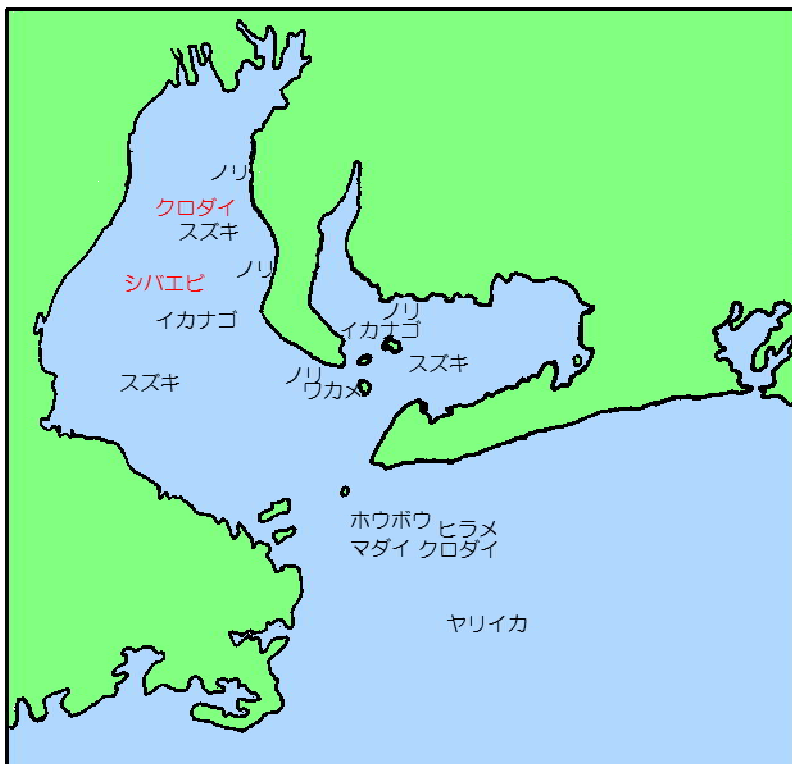 ノリ
クロダイ
スズキ
ノリ
シバエビ
イカナゴ
ノリ
イカナゴ
スズキ
ノリ
スズキ
ワカメ
ホウボウ
ヒラメ
マダイ
クロダイ
ヤリイカ